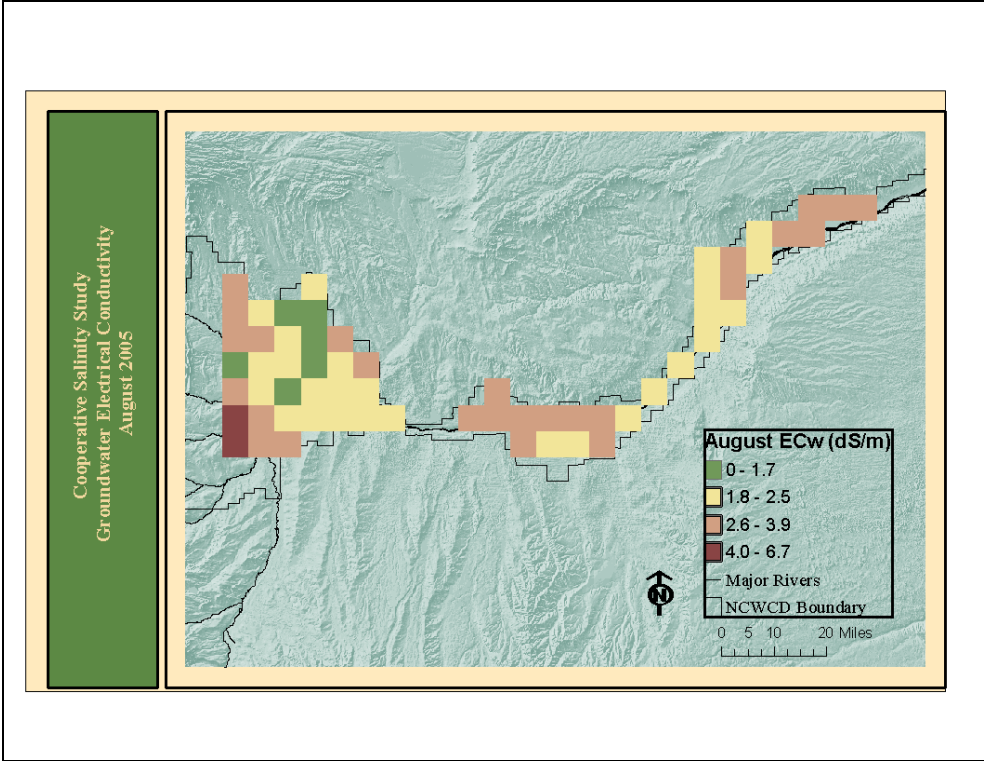 Cooperative Salinity Study
Groundwater Electrical Conductivity
August 2005
August ECw (dS/m)
0 - 1.7
1.8 - 2.5
2.6 - 3.9
4.0 - 6.7
Major Rivers
NCWCD Boundary
N
0 5 10 20 Miles